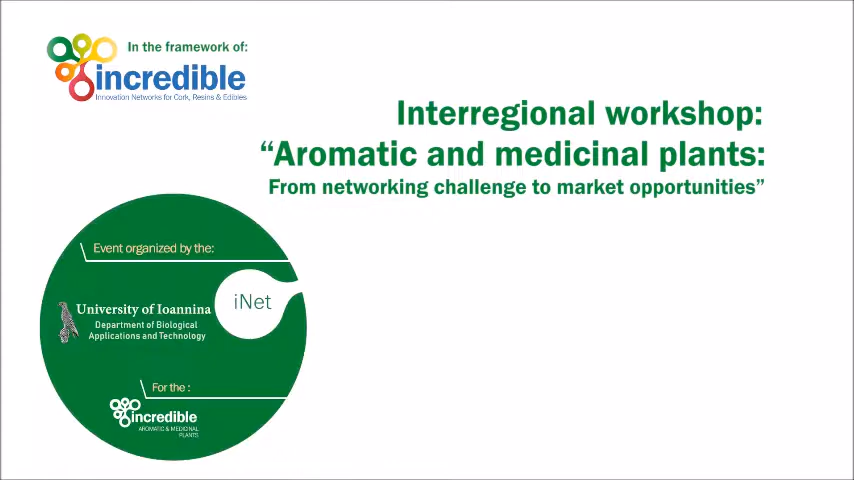 In the framework of:
incredible
Innovation Networks for Cork, Resins & Edibles
Interregional workshop:
“Aromatic and medicinal plants:
From networking challenge to market opportunities”
Event organized by the:
iNet
University of Ioannina
Department of Biological
Applications and Technology
For the :
incredible
AROMATIC & MEDICINAL
PLANTS